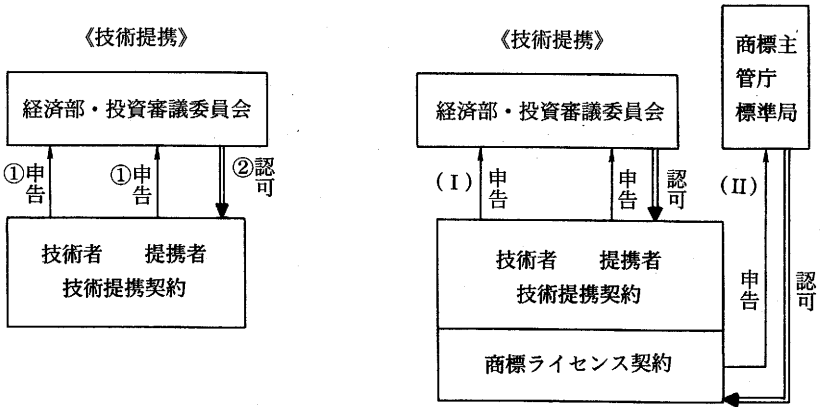 《技術提携》
経済部・投資審議委員会
①申告
①申告
②認可
技術者 提携者
技術提携契約
《技術提携》
経済部・投資審議委員会
(I)
申告
申告
認可
技術者 提携者
技術提携契約
商標ライセンス契約
商標主
管庁
標準局
(II)
申告
認可